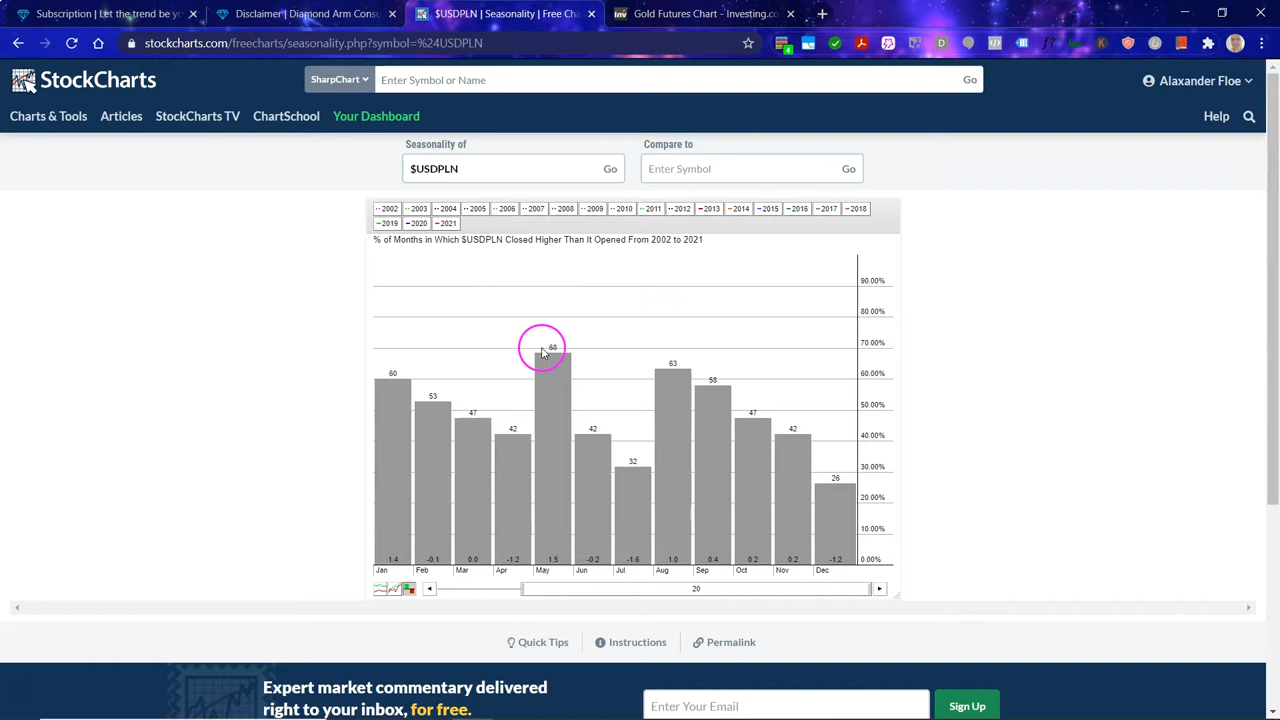 Subscription | Let the trend be yo
Disclaimer | Diamond Arm Consu
$USDPLN | Seasonality | Free Cha
Gold Futures Chart - Investing.co
stockcharts.com/freecharts/seasonality.php?symbol=%24USDPLN
StockCharts
SharpChart
Enter Symbol or Name
Go
Alaxander Floe
Charts & Tools
Articles
StockCharts TV
ChartSchool
Your Dashboard
Help
Seasonality of
Compare to
$USDPLN
Go
Enter Symbol
Go
2002 2003 2004 2005 2006 2007 2008 2009 2010 2011 2012 2013 2014 2015 2016 2017 2018
2019 2020 2021
% of Months in Which $USDPLN Closed Higher Than It Opened From 2002 to 2021
90.00%
80.00%
70.00%
60.00%
50.00%
40.00%
30.00%
20.00%
10.00%
0.00%
60 53 47 42 68 42 32 63 58 47 42 26
1.4 -0.1 0.0 -1.2 1.5 -0.2 -1.6 1.0 0.4 0.2 0.2 -1.2
Jan Feb Mar Apr May Jun Jul Aug Sep Oct Nov Dec
20
Quick Tips
Instructions
Permalink
Expert market commentary delivered
right to your inbox, for free.
Enter Your Email
Sign Up